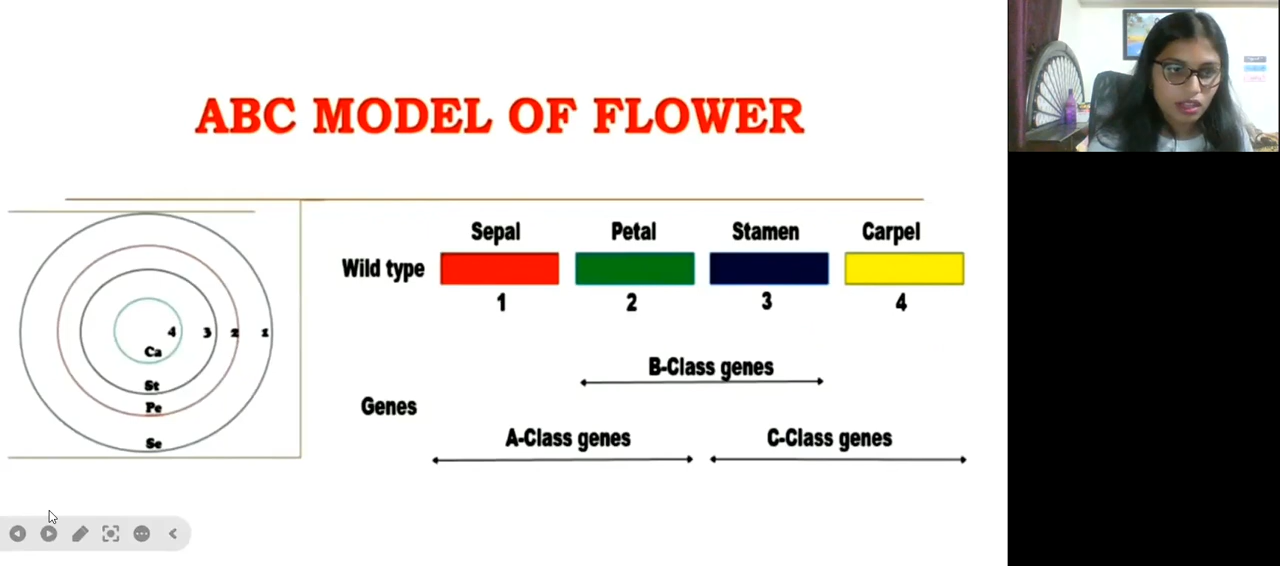 ABC MODEL OF FLOWER
Sepal Petal Stamen Carpel
Wild type
1 2 3 4
4 3 2 1
Ca
St
Pe
Se
B-Class genes
Genes
A-Class genes C-Class genes